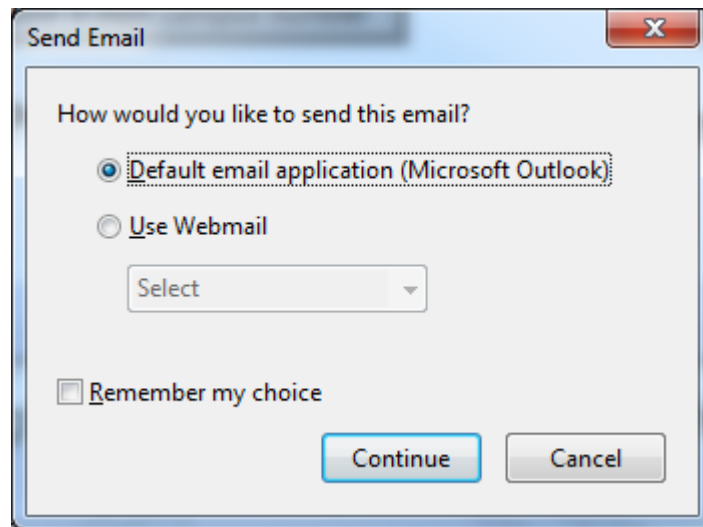 Send Email
How would you like to send this email?
Default email application (Microsoft Outlook)
Use Webmail
Select
Remember my choice
Continue
Cancel